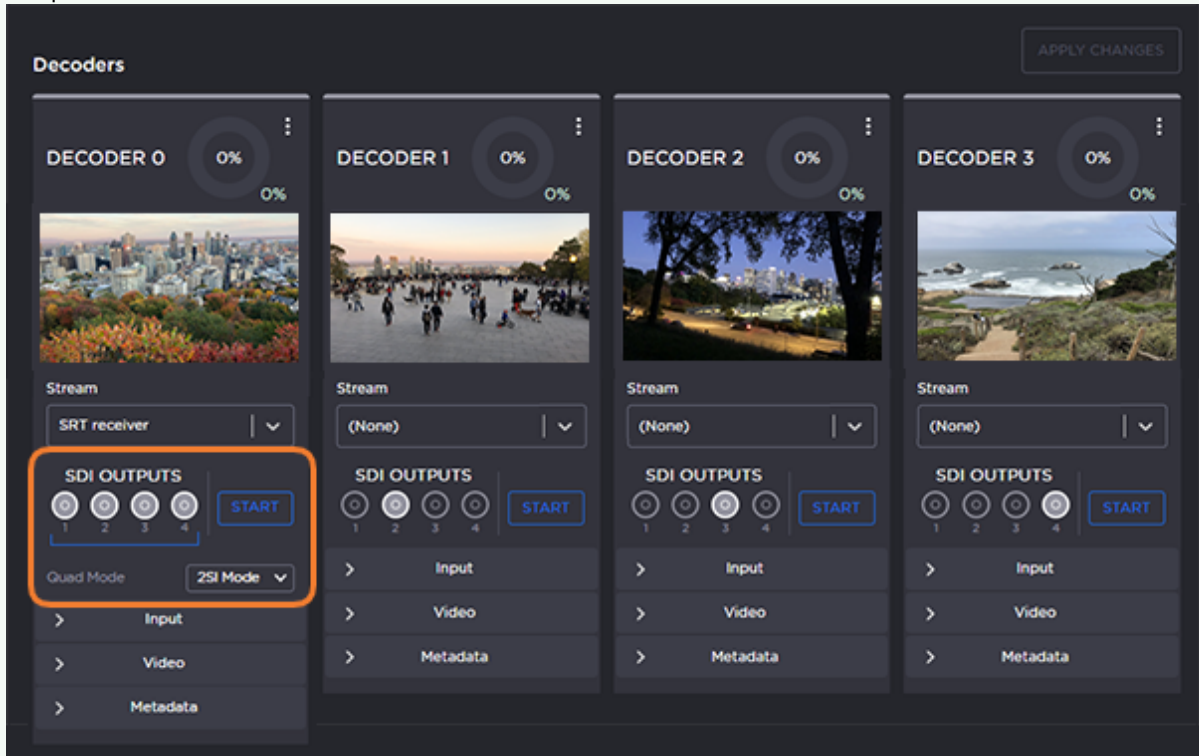 APPLY CHANGES
Decoders
DECODER 0
0%
0%
DECODER 1
0%
0%
DECODER 2
0%
0%
DECODER 3
0%
0%
Stream
SRT receiver
SDI OUTPUTS
START
1 2 3 4
Quad Mode
2SI Mode
Input
Video
Metadata
Stream
(None)
SDI OUTPUTS
START
1 2 3 4
Input
Video
Metadata
Stream
(None)
SDI OUTPUTS
START
1 2 3 4
Input
Video
Metadata
Stream
(None)
SDI OUTPUTS
START
1 2 3 4
Input
Video
Metadata